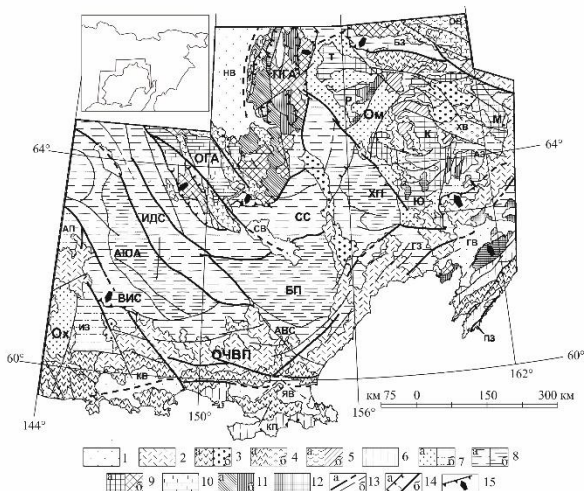 ОВ
НВ
ПГА
Т
БЗ
Р
Ом
ХВ
М
К
64°
64°
ОГА
ХП
Ю
ИДС
СС
СВ
ГЗ
ГВ
АП
АЮА
БП
ВИС
АВС
ПЗ
Ох
ИЗ
ОЧВП
60°
60°
КВ
162°
км 75 0 150 300 км
ЯВ
144°
150°
156°
КП
а б а б а б а б а б
1 2 3 4 5 6 7 8
а б а б а б а б
9 10 11 12 13 14 15